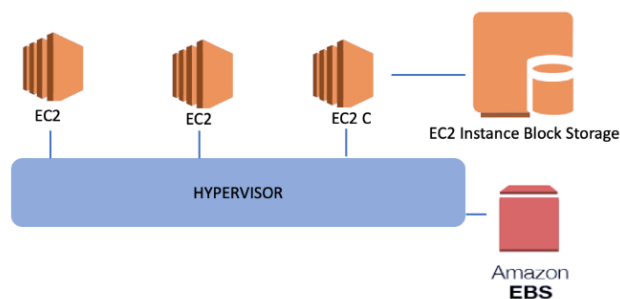 EC2
EC2
EC2 C
EC2 Instance Block Storage
HYPERVISOR
Amazon
EBS